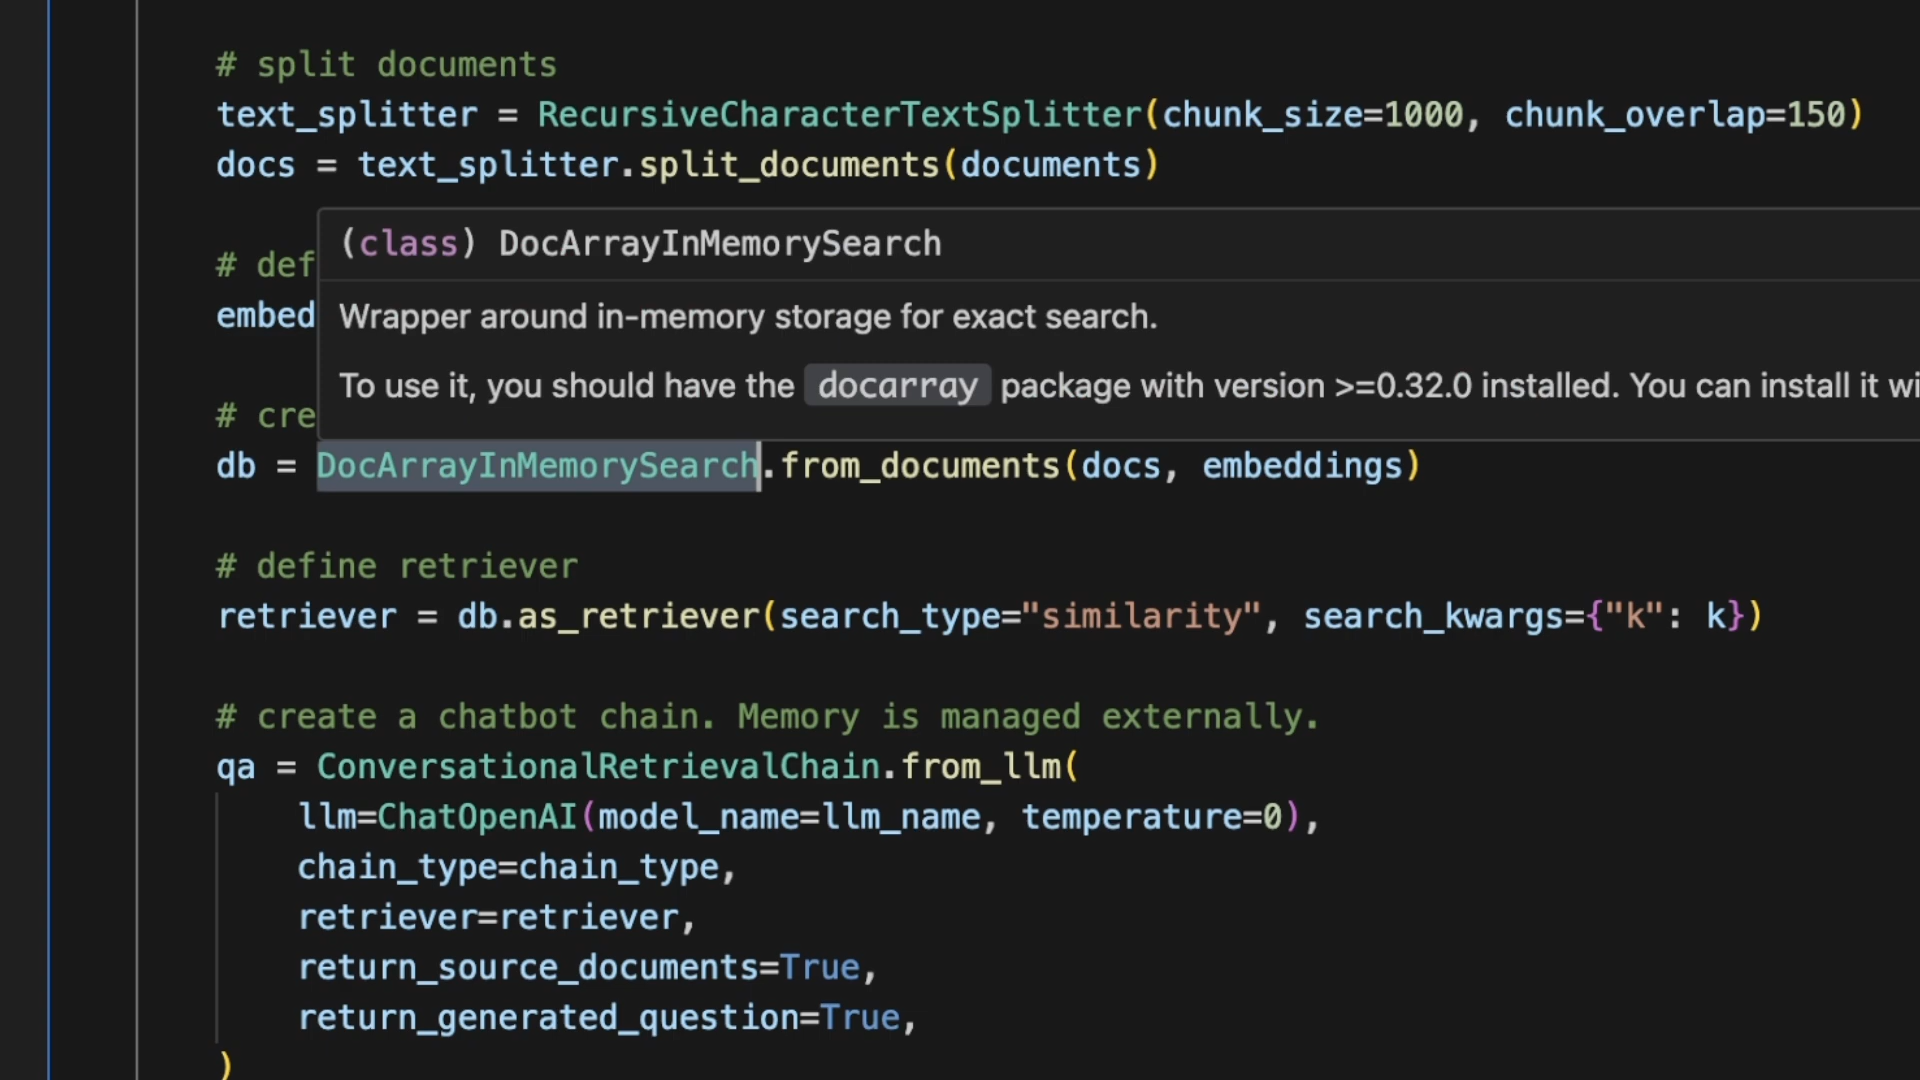 # split documents
text_splitter = RecursiveCharacterTextSplitter(chunk_size=1000, chunk_overlap=150)
docs = text_splitter.split_documents(documents)
(class) DocArrayInMemorySearch
# def
Wrapper around in-memory storage for exact search.
embed
To use it, you should have the docarray package with version >=0.32.0 installed. You can install it wi
# cre
db = DocArrayInMemorySearch.from_documents(docs, embeddings)
# define retriever
retriever = db.as_retriever(search_type="similarity", search_kwargs={"k": k})
# create a chatbot chain. Memory is managed externally.
qa = ConversationalRetrievalChain.from_llm(
llm=ChatOpenAI(model_name=llm_name, temperature=0),
chain_type=chain_type,
retriever=retriever,
return_source_documents=True,
return_generated_question=True,
)